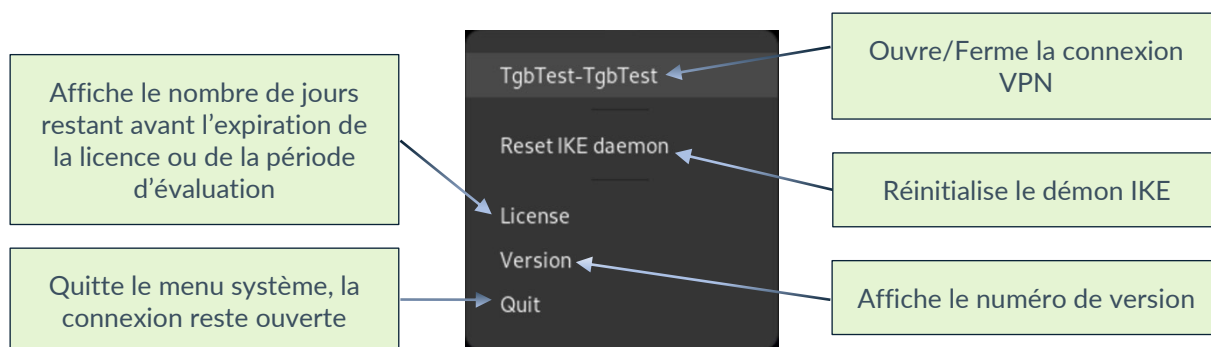 Affiche le nombre de jours
restant avant l’expiration de
la licence ou de la période
d’évaluation
Quitte le menu système, la
connexion reste ouverte
TgbTest-TgbTest
Reset IKE daemon
License
Version
Quit
Ouvre/Ferme la connexion
VPN
Réinitialise le démon IKE
Affiche le numéro de version